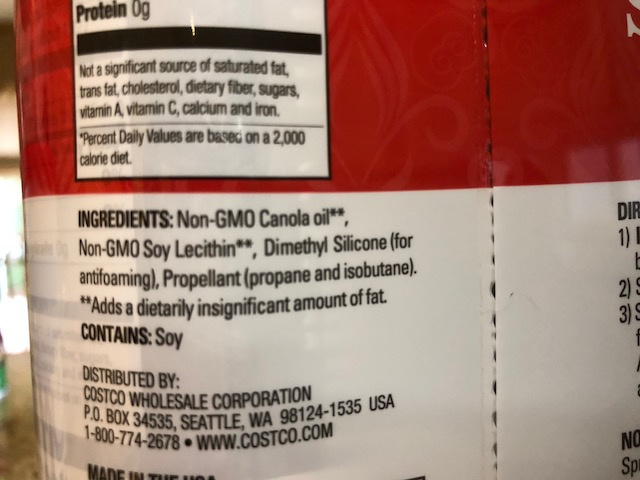 Protein 0g
Not a significant source of saturated fat,
trans fat, cholesterol, dietary fiber, sugars,
vitamin A, vitamin C, calcium and iron.
*Percent Daily Values are based on a 2,000
calorie diet.
INGREDIENTS: Non-GMO Canola oil**,
Non-GMO Soy Lecithin**, Dimethyl Silicone (for
antifoaming), Propellant (propane and isobutane).
**Adds a dietarily insignificant amount of fat.
CONTAINS: Soy
DISTRIBUTED BY:
COSTCO WHOLESALE CORPORATION
P.O. BOX 34535, SEATTLE, WA 98124-1535 USA
1-800-774-2678 • WWW.COSTCO.COM
MADE IN THE USA
S
DIR
1) I
2) S
3) S
NO
Sp